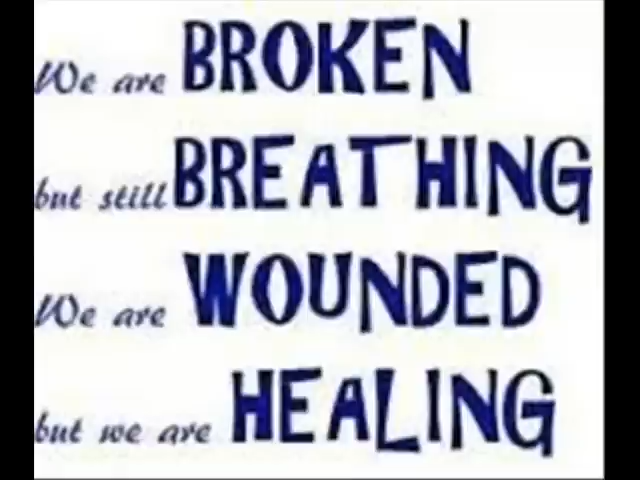 We are BROKEN
but still BREATHING
We are WOUNDED
but we are HEALING